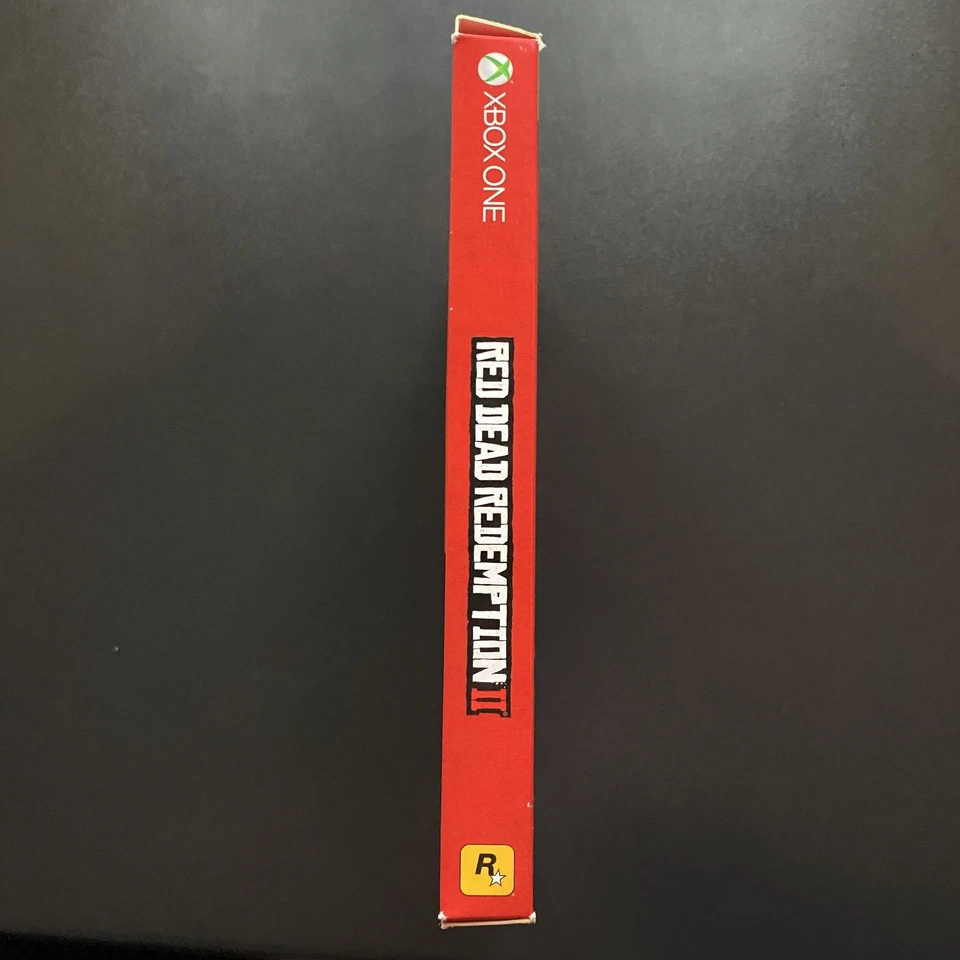 XBOX ONE
RED DEAD REDEMPTION II
R